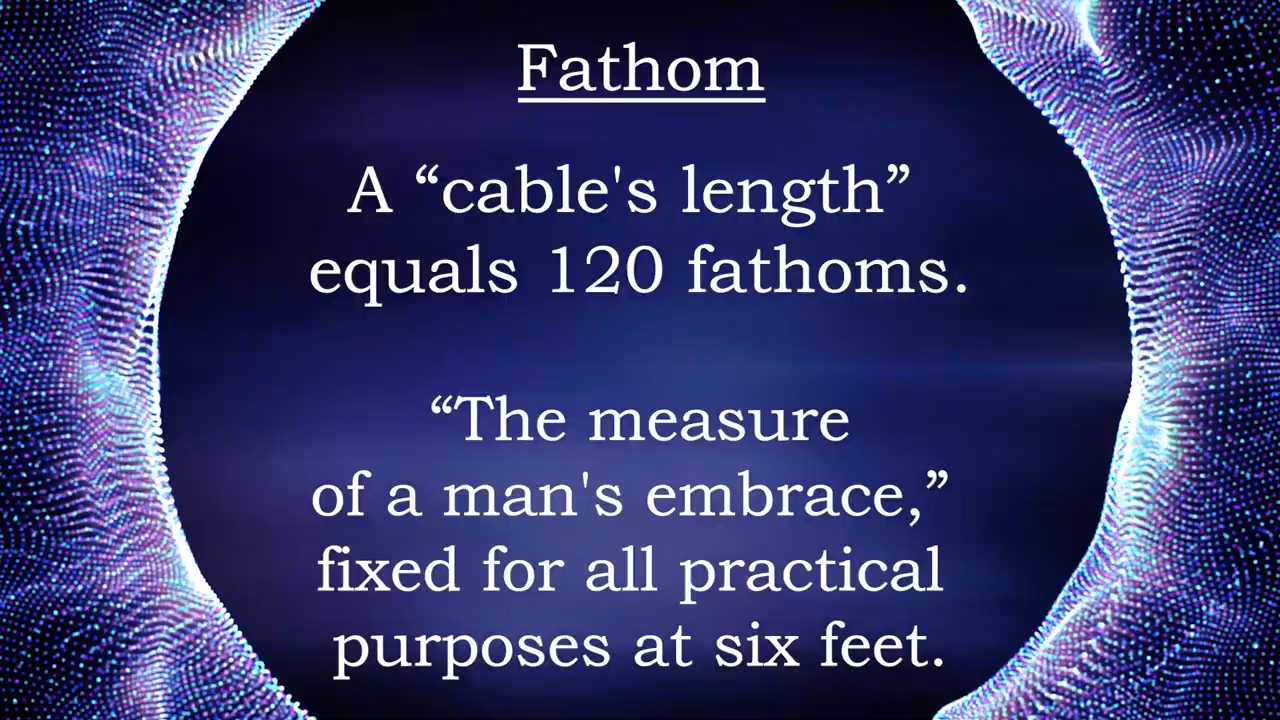 Fathom
A “cable's length”
equals 120 fathoms.
“The measure
of a man's embrace,”
fixed for all practical
purposes at six feet.